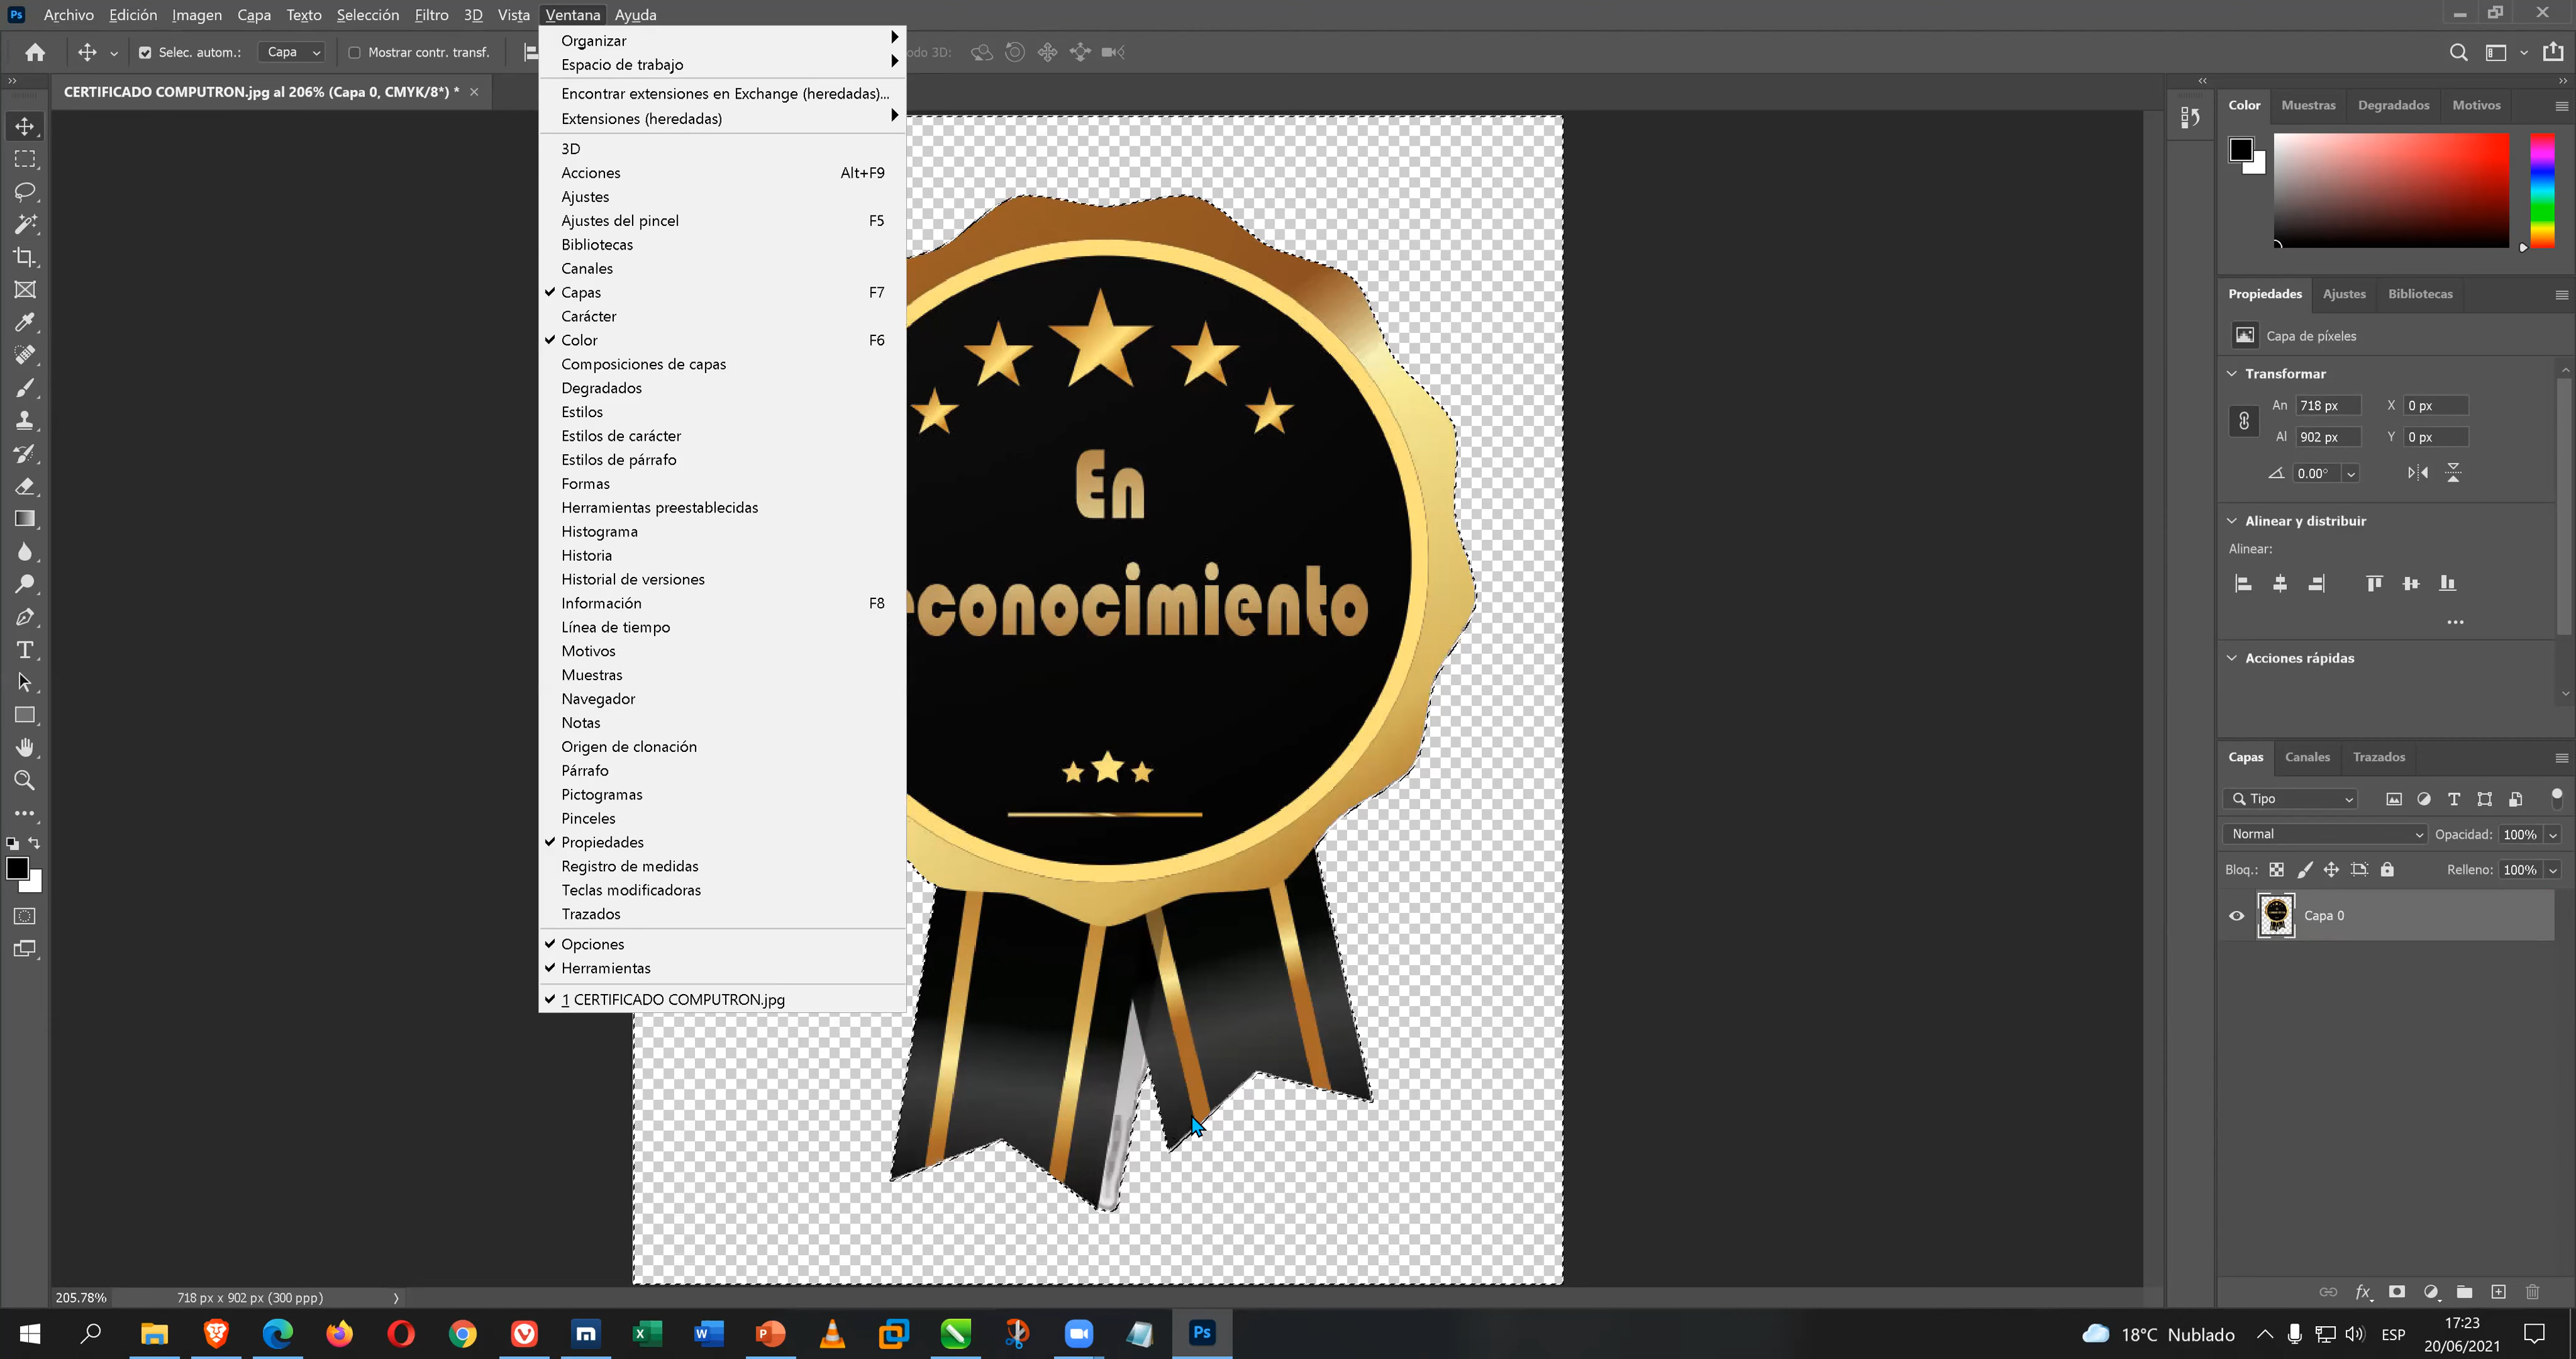 Ps Archivo Edición Imagen Capa Texto Selección Filtro 3D Vista Ventana Ayuda
Selec. autom.: Capa Mostrar contr. transf. odo 3D:
CERTIFICADO COMPUTRON.jpg al 206% (Capa 0, CMYK/8*) *
Organizar
Espacio de trabajo
Encontrar extensiones en Exchange (heredadas)...
Extensiones (heredadas)
3D
Acciones Alt+F9
Ajustes
Ajustes del pincel F5
Bibliotecas
Canales
Capas F7
Carácter
Color F6
Composiciones de capas
Degradados
Estilos
Estilos de carácter
Estilos de párrafo
Formas
Herramientas preestablecidas
Histograma
Historia
Historial de versiones
Información F8
Línea de tiempo
Motivos
Muestras
Navegador
Notas
Origen de clonación
Párrafo
Pictogramas
Pinceles
Propiedades
Registro de medidas
Teclas modificadoras
Trazados
Opciones
Herramientas
1 CERTIFICADO COMPUTRON.jpg
En
econocimiento
Color Muestras Degradados Motivos
Propiedades Ajustes Bibliotecas
Capa de píxeles
Transformar
An 718 px X 0 px
Al 902 px Y 0 px
0.00°
Alinear y distribuir
Alinear:
Acciones rápidas
Capas Canales Trazados
Tipo
Normal Opacidad: 100%
Bloq.: Relleno: 100%
Capa 0
fx
205.78% 718 px x 902 px (300 ppp)
18°C Nublado ESP 17:23
20/06/2021